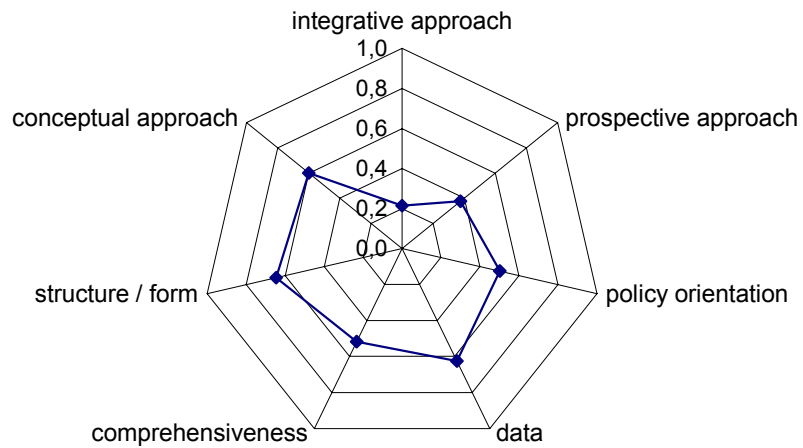 integrative approach
1,0
0,8
0,6
0,4
0,2
0,0
prospective approach
policy orientation
data
comprehensiveness
structure / form
conceptual approach